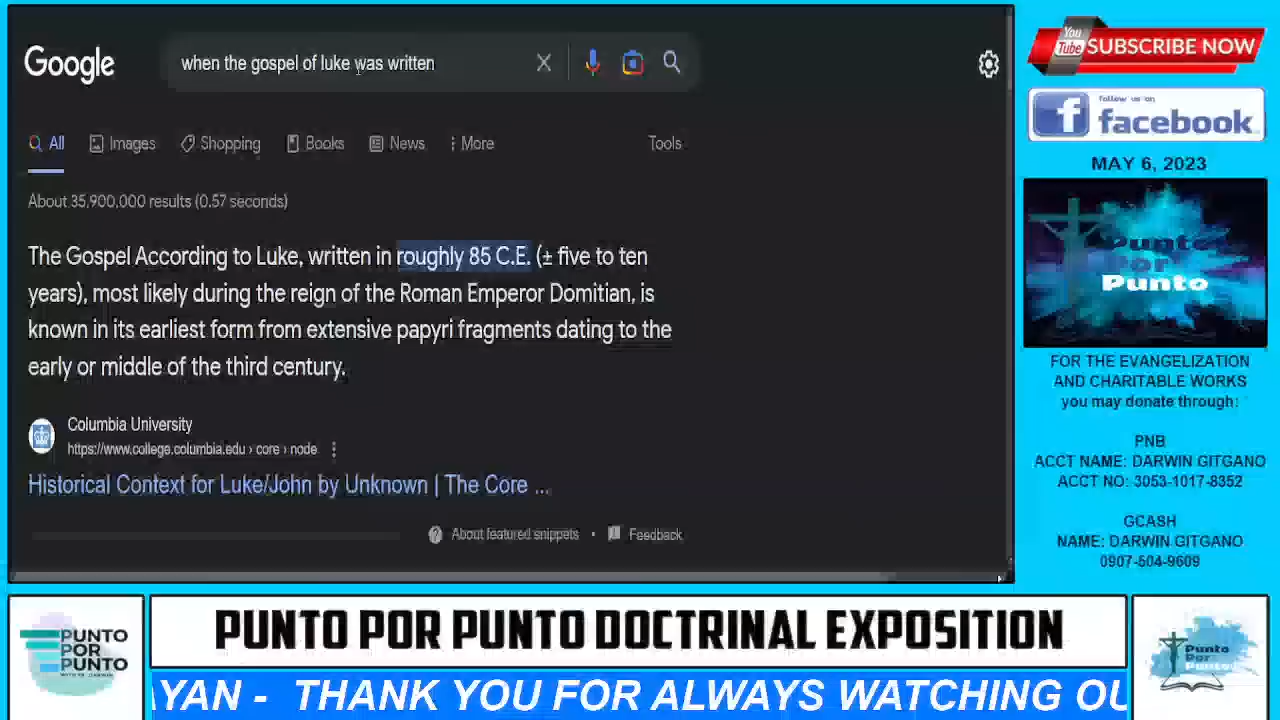 Google
when the gospel of luke was written
All
Images
Shopping
Books
News
More
Tools
About 35,900,000 results (0.57 seconds)
The Gospel According to Luke, written in roughly 85 C.E. (± five to ten
years), most likely during the reign of the Roman Emperor Domitian, is
known in its earliest form from extensive papyri fragments dating to the
early or middle of the third century.
Columbia University
https://www.college.columbia.edu › core › node
Historical Context for Luke/John by Unknown | The Core ...
About featured snippets • Feedback
You
Tube
SUBSCRIBE NOW
follow us on
facebook
MAY 6, 2023
Punto
Por
Punto
FOR THE EVANGELIZATION
AND CHARITABLE WORKS
you may donate through:
PNB
ACCT NAME: DARWIN GITGANO
ACCT NO: 3053-1017-8352
GCASH
NAME: DARWIN GITGANO
0907-504-9609
PUNTO
POR
PUNTO
PUNTO POR PUNTO DOCTRINAL EXPOSITION
AYAN - THANK YOU FOR ALWAYS WATCHING OU
Punto
Por
Punto